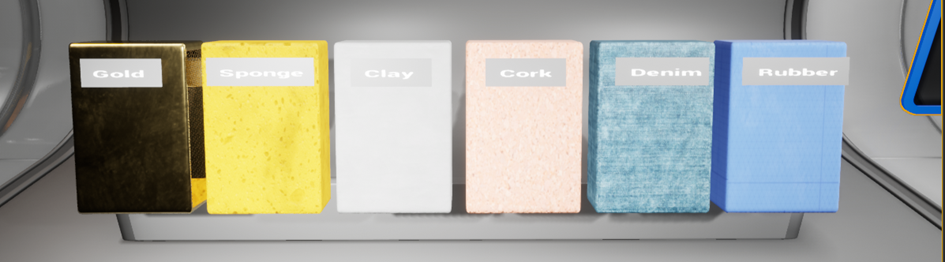 Gold
Sponge
Clay
Cork
Denim
Rubber